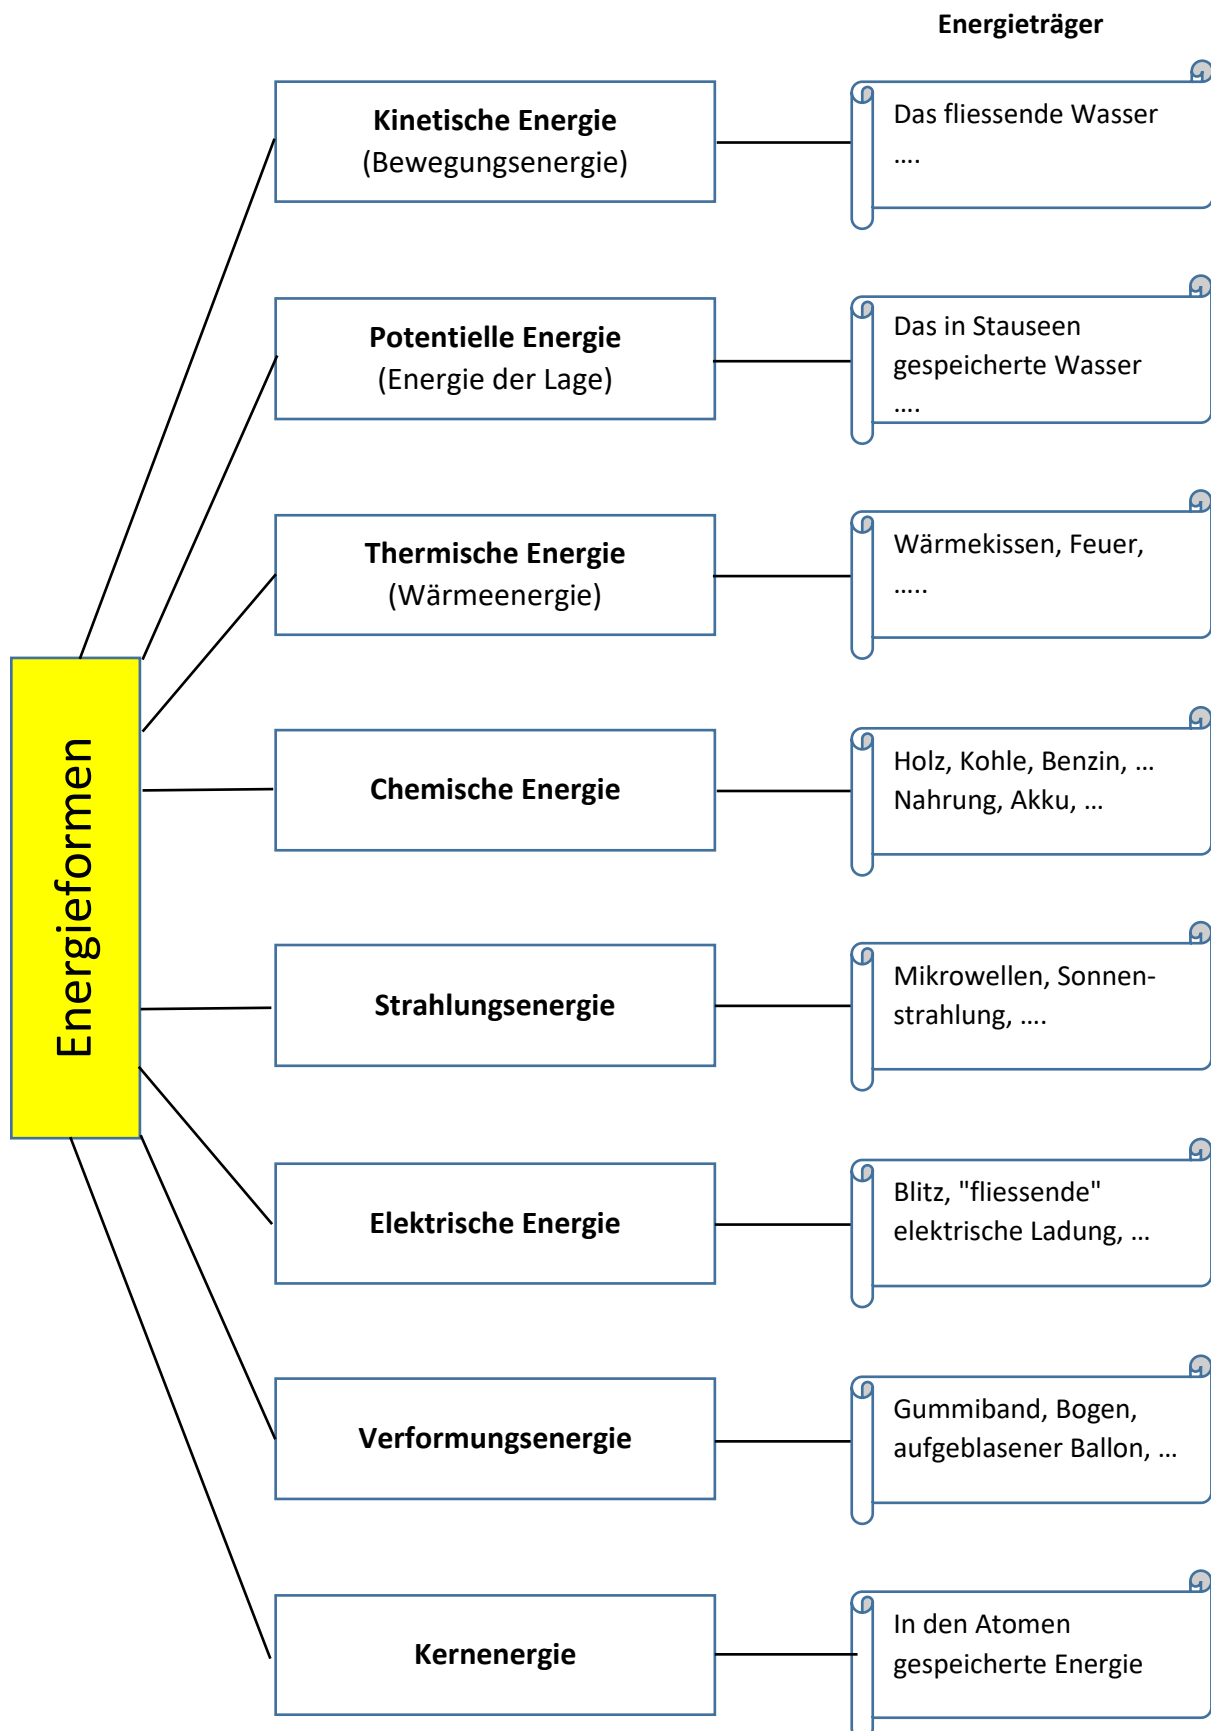 Energieträger
Kinetische Energie
(Bewegungsenergie)
Das fliessende Wasser
....
Potentielle Energie
(Energie der Lage)
Das in Stauseen
gespeicherte Wasser
....
Thermische Energie
(Wärmeenergie)
Wärmekissen, Feuer,
.....
Energieformen
Chemische Energie
Holz, Kohle, Benzin, ...
Nahrung, Akku, ...
Strahlungsenergie
Mikrowellen, Sonnen-
strahlung, ....
Elektrische Energie
Blitz, "fliessende"
elektrische Ladung, ...
Verformungsenergie
Gummiband, Bogen,
aufgeblasener Ballon, ...
Kernenergie
In den Atomen
gespeicherte Energie